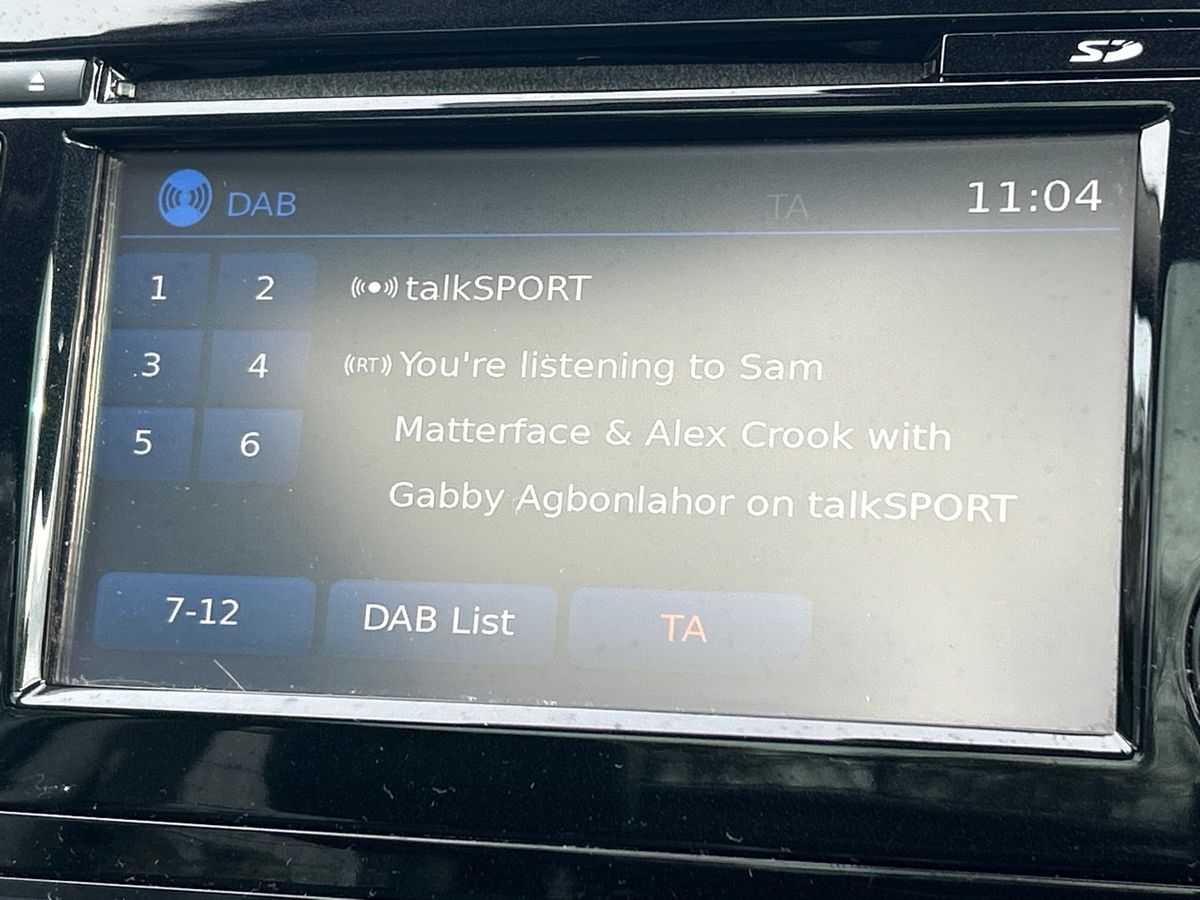 SD
DAB TA 11:04
1 2 talkSPORT
3 4 RT You're listening to Sam
5 6 Matterface & Alex Crook with
Gabby Agbonlahor on talkSPORT
7-12 DAB List TA